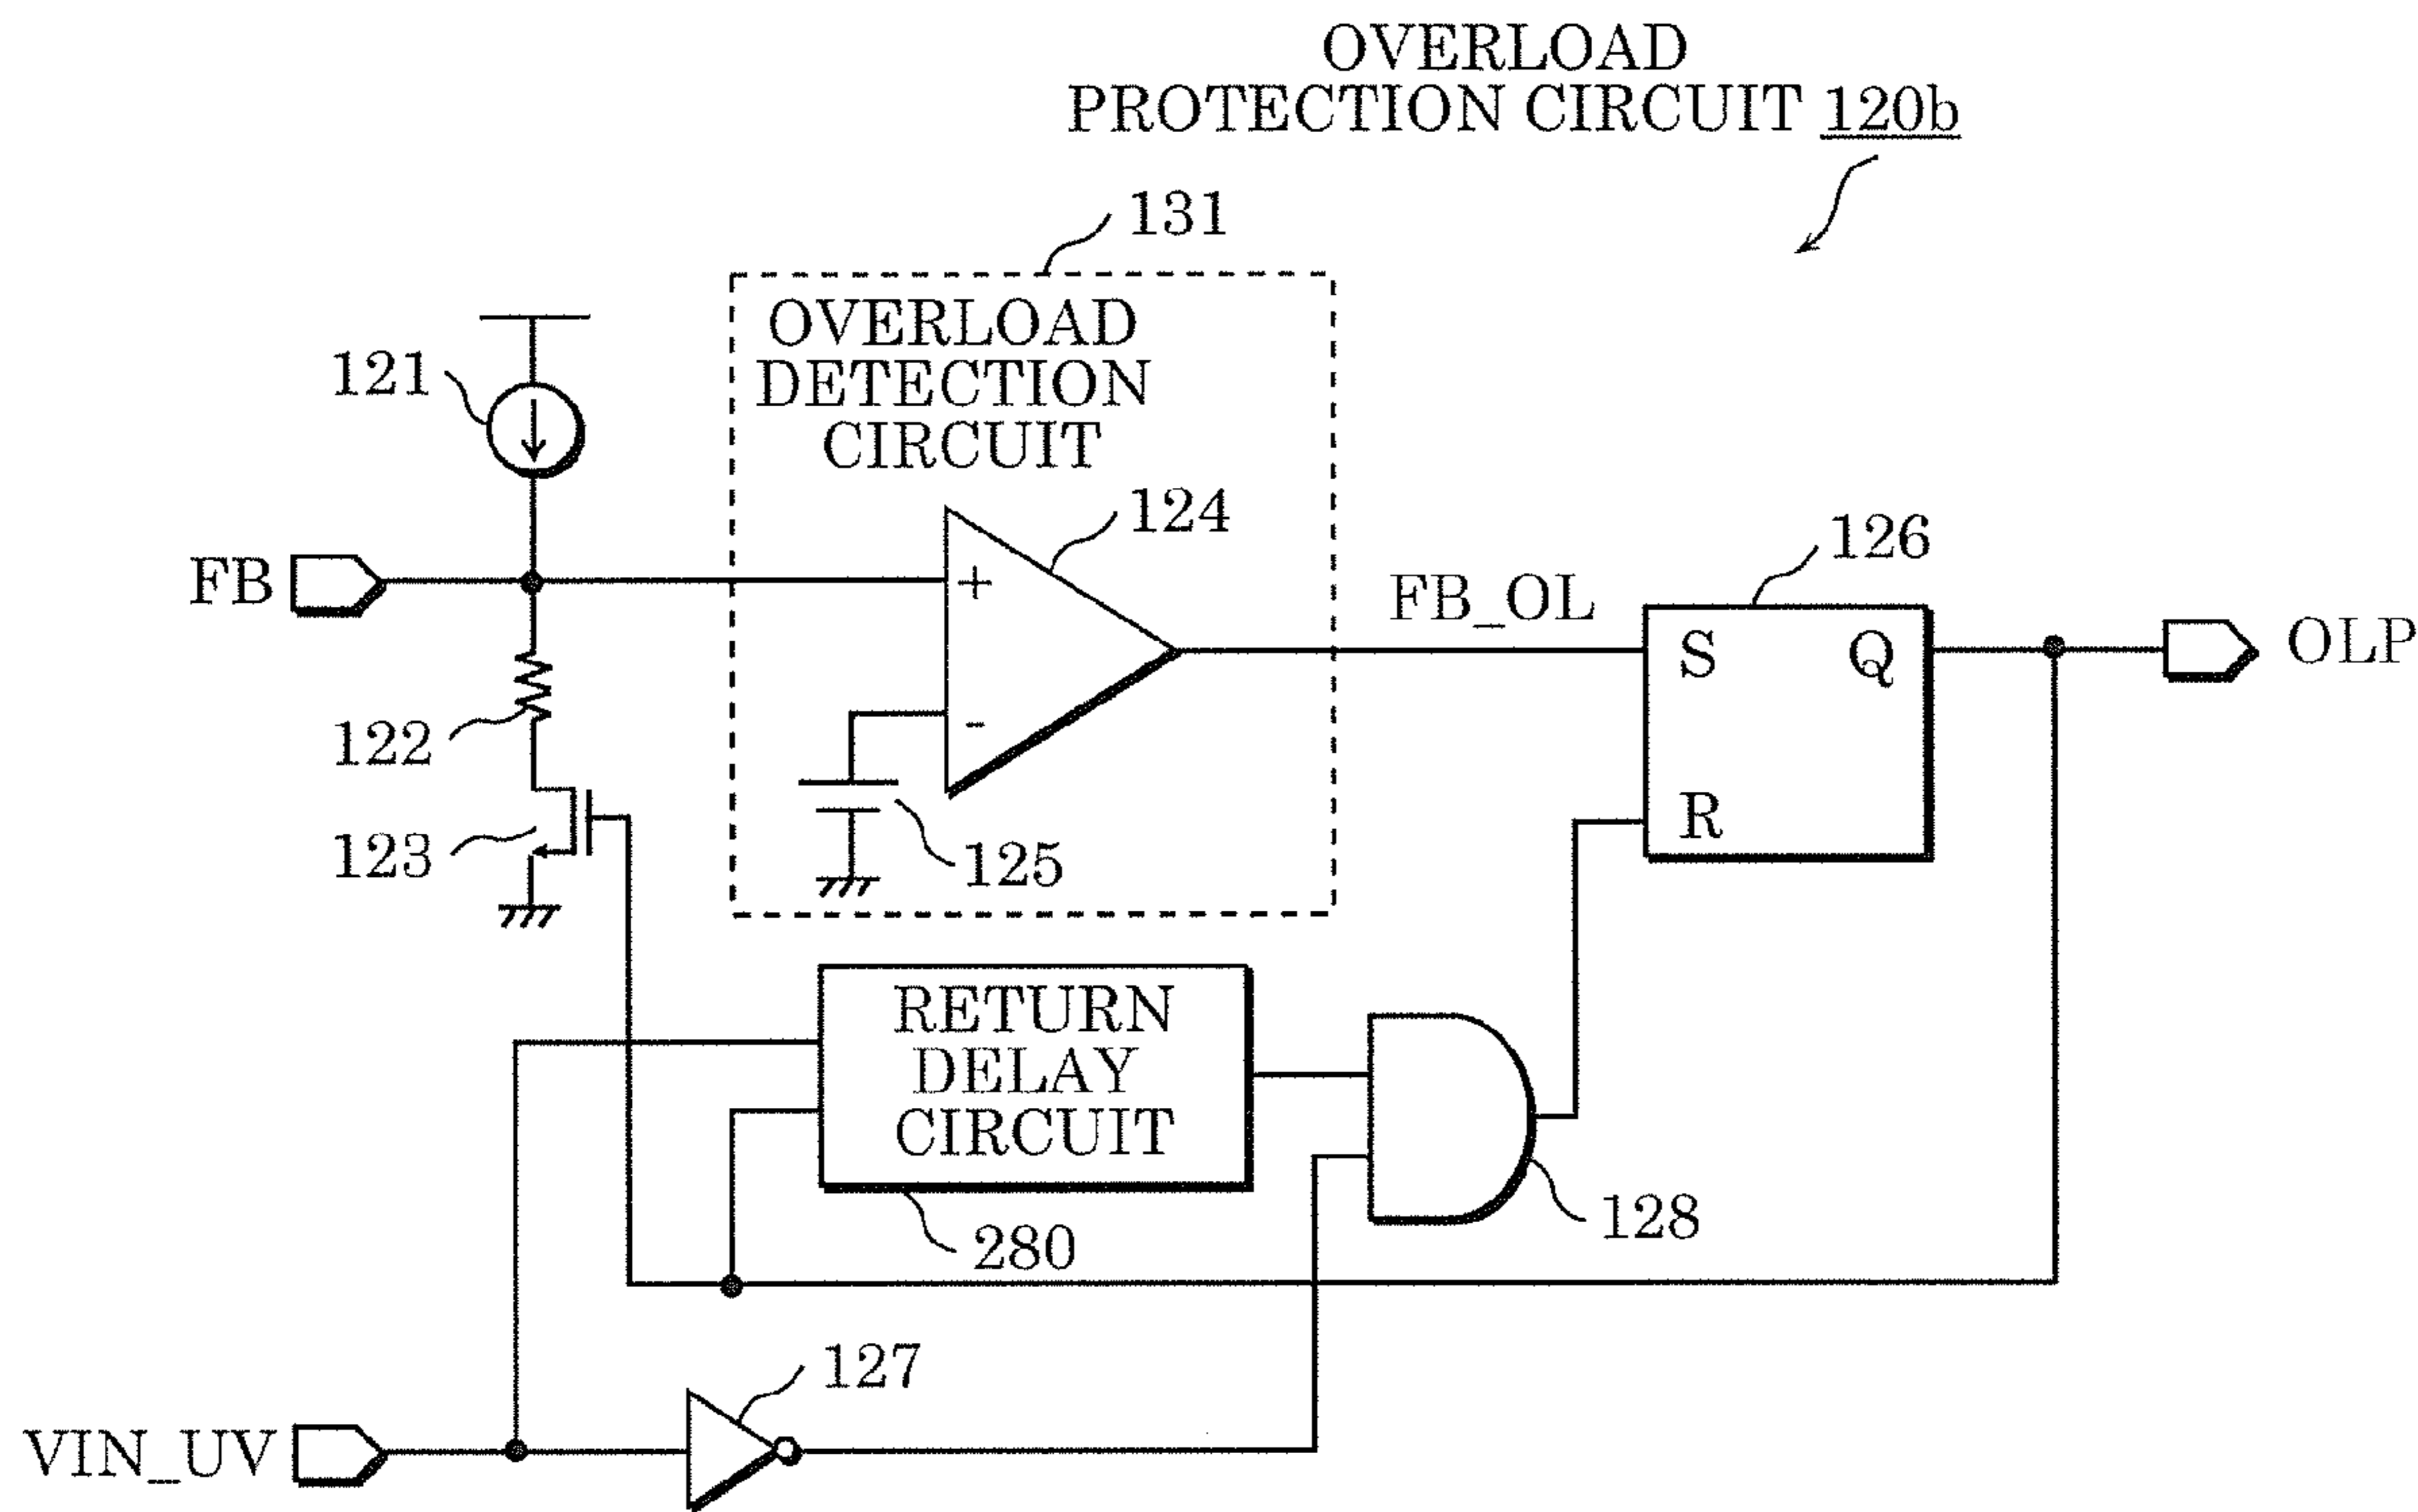 OVERLOAD
PROTECTION CIRCUIT 120b
131
OVERLOAD
DETECTION
CIRCUIT
121
124
FB
+
FB_OL
126
S
Q
OLP
122
-
123
125
R
RETURN
DELAY
CIRCUIT
128
280
127
VIN_UV